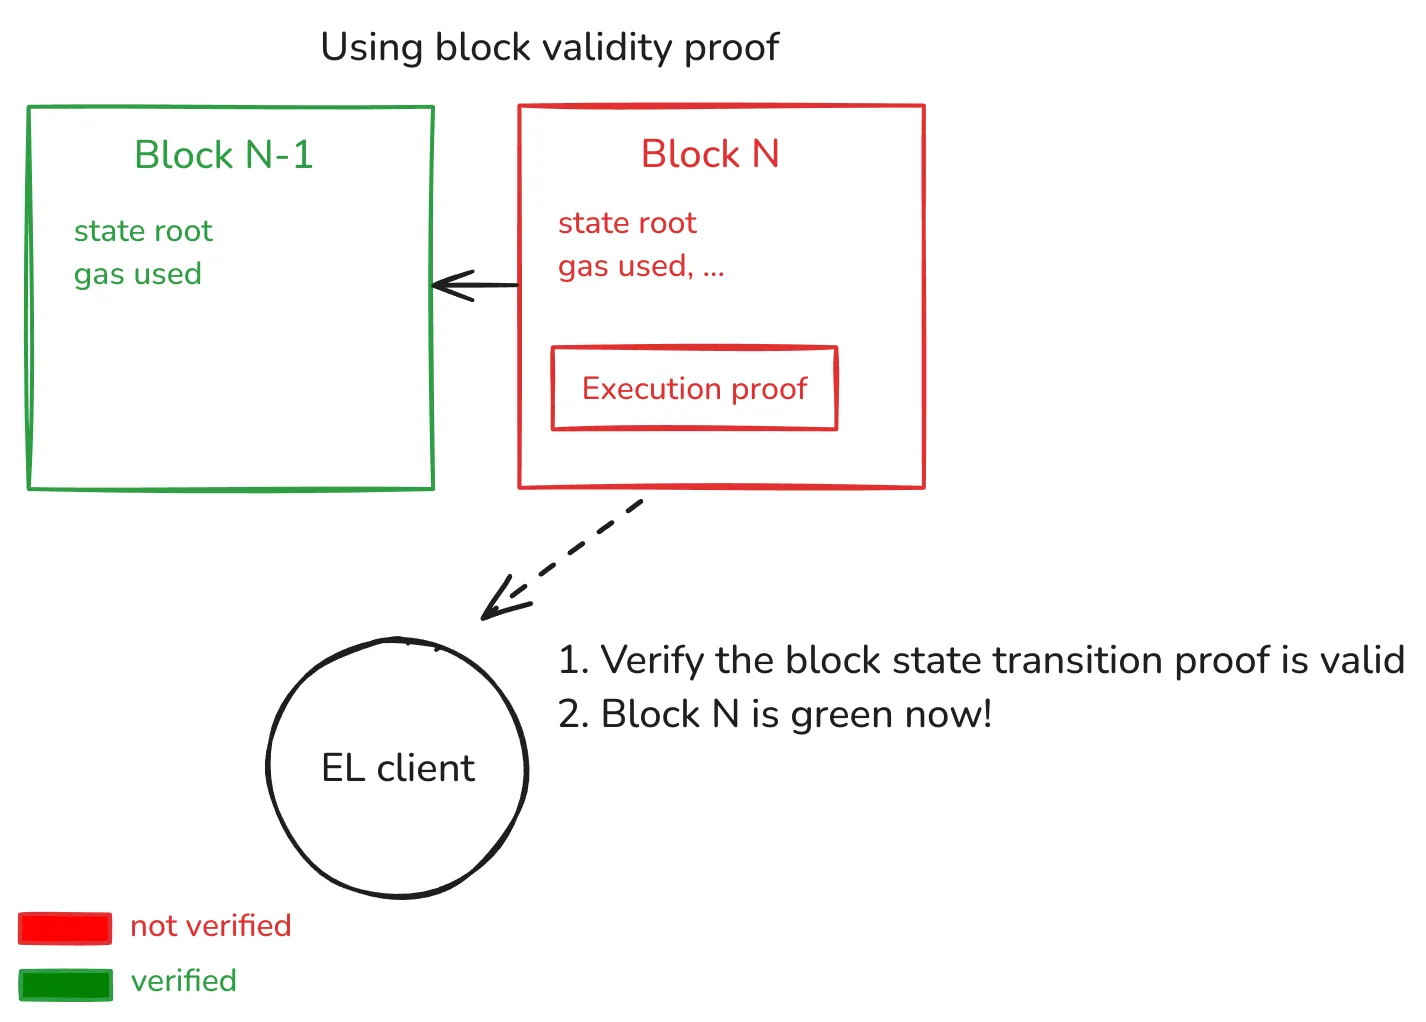 Using block validity proof
Block N-1
state root
gas used
Block N
state root
gas used, ...
Execution proof
1. Verify the block state transition proof is valid
2. Block N is green now!
EL client
not verified
verified